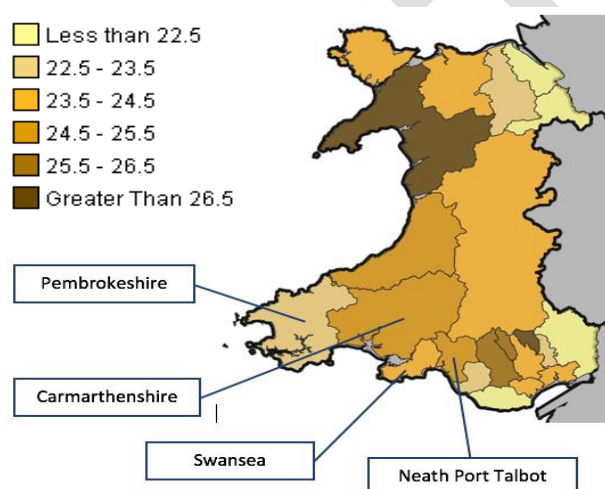 Less than 22.5
22.5 - 23.5
23.5 - 24.5
24.5 - 25.5
25.5 - 26.5
Greater Than 26.5
Pembrokeshire
Carmarthenshire
Swansea
Neath Port Talbot